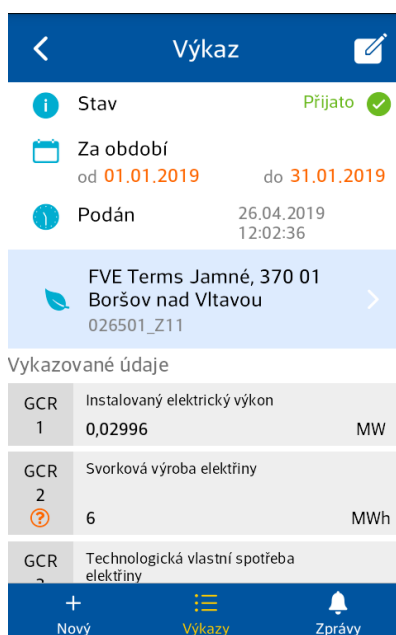 Výkaz
Stav Přijato
Za období
od 01.01.2019 do 31.01.2019
Podán 26.04.2019
12:02:36
FVE Terms Jamné, 370 01
Boršov nad Vltavou
026501_Z11
Vykazované údaje
GCR 1 Instalovaný elektrický výkon
0,02996 MW
GCR 2 Svorková výroba elektřiny
6 MWh
GCR Technologická vlastní spotřeba
elektřiny
Nový Výkazy Zprávy